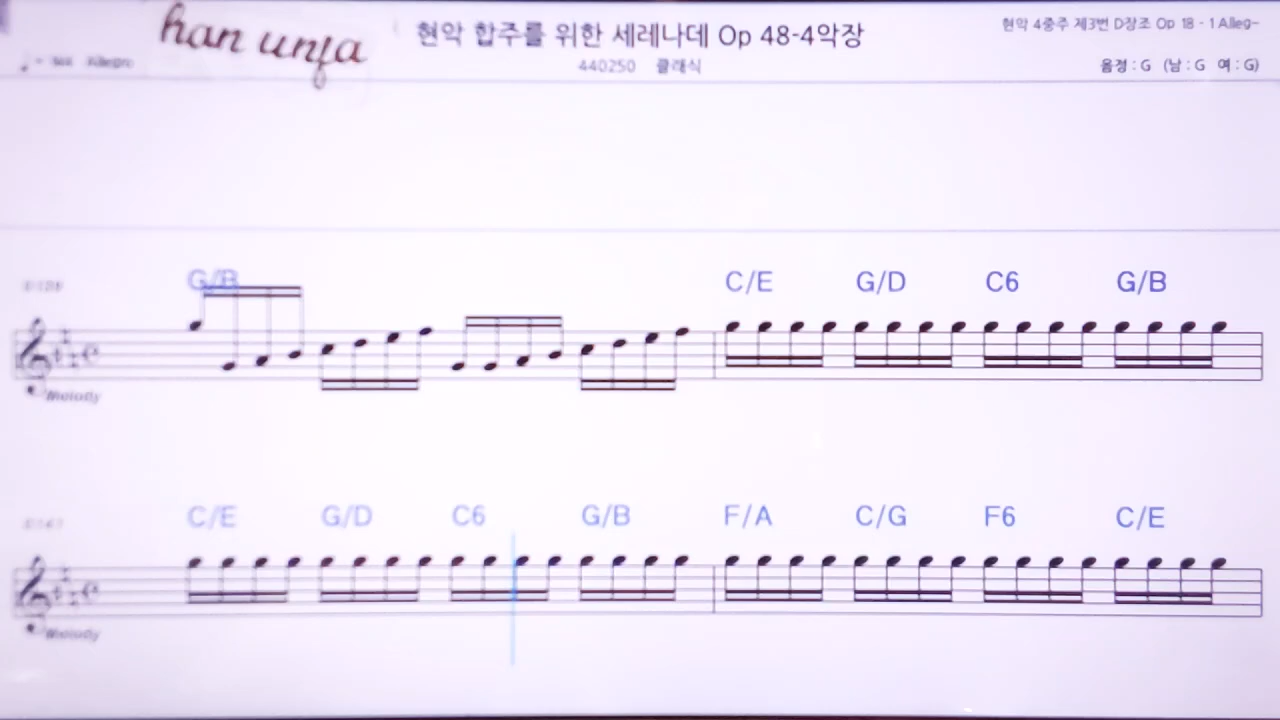 han unfa
현악 합주를 위한 세레나데 Op 48-4악장
현악 4중주 제3번 D장조 Op 18 - 1 Alleg~
Allegro
440250 클래식
음정 : G (남 : G 여 : G)
G/B C/E G/D C6 G/B
Melody
C/E G/D C6 G/B F/A C/G F6 C/E
Melody